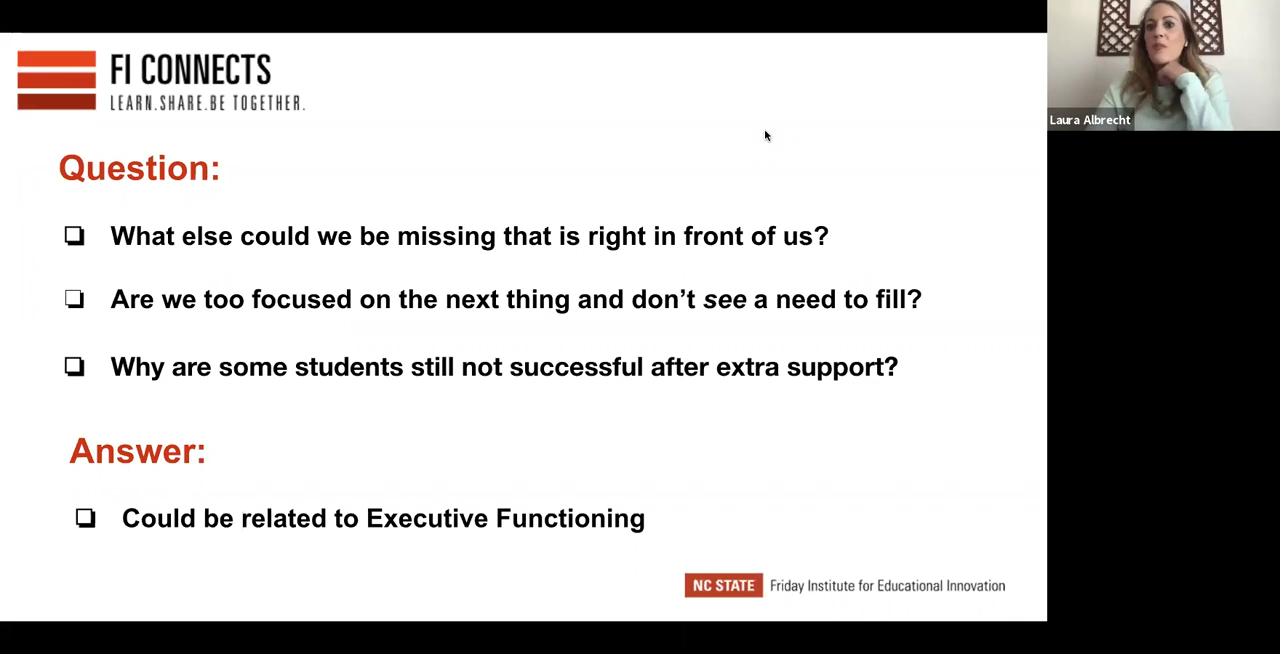 FI CONNECTS
LEARN.SHARE.BE TOGETHER.
Laura Albrecht
Question:
❏ What else could we be missing that is right in front of us?
❏ Are we too focused on the next thing and don’t see a need to fill?
❏ Why are some students still not successful after extra support?
Answer:
❏ Could be related to Executive Functioning
NC STATE Friday Institute for Educational Innovation